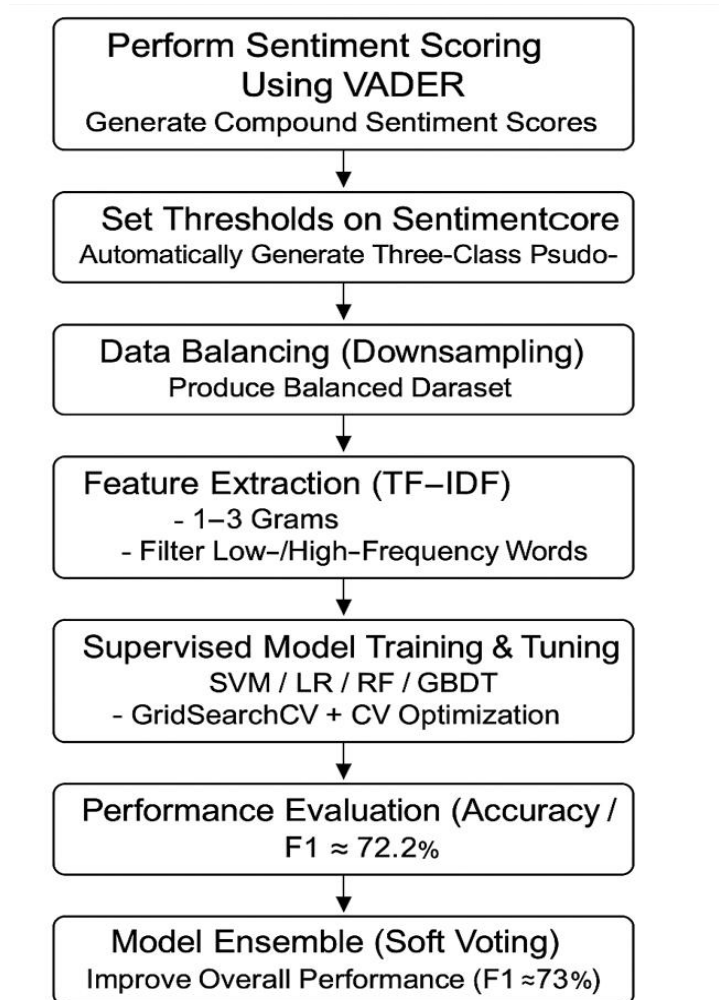 Perform Sentiment Scoring
Using VADER
Generate Compound Sentiment Scores
Set Thresholds on Sentimentcore
Automatically Generate Three-Class Psudo-
Data Balancing (Downsampling)
Produce Balanced Daraset
Feature Extraction (TF–IDF)
- 1–3 Grams
- Filter Low-/High-Frequency Words
Supervised Model Training & Tuning
SVM / LR / RF / GBDT
- GridSearchCV + CV Optimization
Performance Evaluation (Accuracy /
F1 ≈ 72.2%
Model Ensemble (Soft Voting)
Improve Overall Performance (F1 ≈73%)